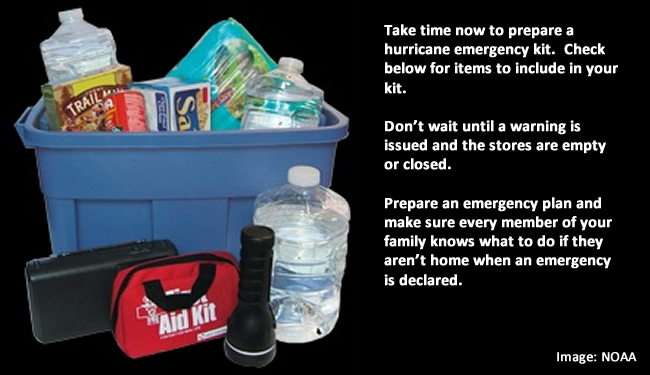 TRAIL M
Sa
Aid Kit
Take time now to prepare a
hurricane emergency kit. Check
below for items to include in your
kit.
Don't wait until a warning is
issued and the stores are empty
or closed.
Prepare an emergency plan and
make sure every member of your
family knows what to do if they
aren't home when an emergency
is declared.
Image: NOAA